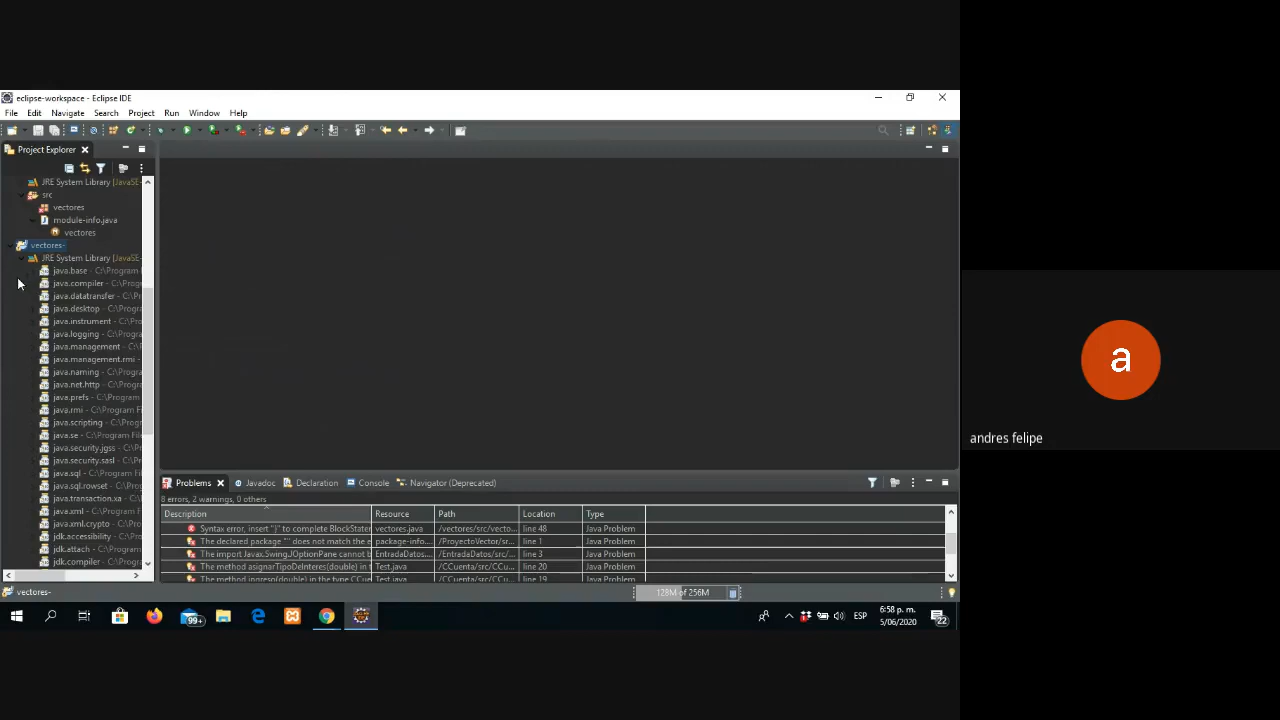 eclipse-workspace - Eclipse IDE
File Edit Navigate Search Project Run Window Help
Project Explorer
JRE System Library [JavaSE-
src
vectores
module-info.java
vectores
vectores-
JRE System Library [JavaSE-
java.base - C:\Program F
java.compiler - C:\Progr
java.datatransfer - C:\Pr
java.desktop - C:\Progra
java.instrument - C:\Prog
java.logging - C:\Progra
java.management - C:\P
java.management.rmi -
java.naming - C:\Progra
java.net.http - C:\Progra
java.prefs - C:\Program
java.rmi - C:\Program Fi
java.scripting - C:\Progra
java.se - C:\Program File
java.security.jgss - C:\Pro
java.security.sasl - C:\Pro
java.sql - C:\Program Fi
java.sql.rowset - C:\Prog
java.transaction.xa - C:\P
java.xml - C:\Program Fi
java.xml.crypto - C:\Prog
jdk.accessibility - C:\Prog
jdk.attach - C:\Program
jdk.compiler - C:\Progra
Problems Javadoc Declaration Console Navigator (Deprecated)
8 errors, 2 warnings, 0 others
Description Resource Path Location Type
Syntax error, insert "}" to complete BlockStater vectores.java /vectores/src/vecto... line 48 Java Problem
The declared package "" does not match the e package-info... /ProyectoVector/sr... line 1 Java Problem
The import Javax.SwingJOptionPane cannot b EntradaDatos... /EntradaDatos/src/... line 3 Java Problem
The method asignarTipoDeInteres(double) in t Test.java /CCuenta/src/CCu... line 20 Java Problem
The method ingreso(double) in the type CCue Test.java /CCuenta/src/CCu... line 19 Java Problem
vectores-
128M of 256M
99+
ESP
6:58 p. m.
5/06/2020
22
a
andres felipe